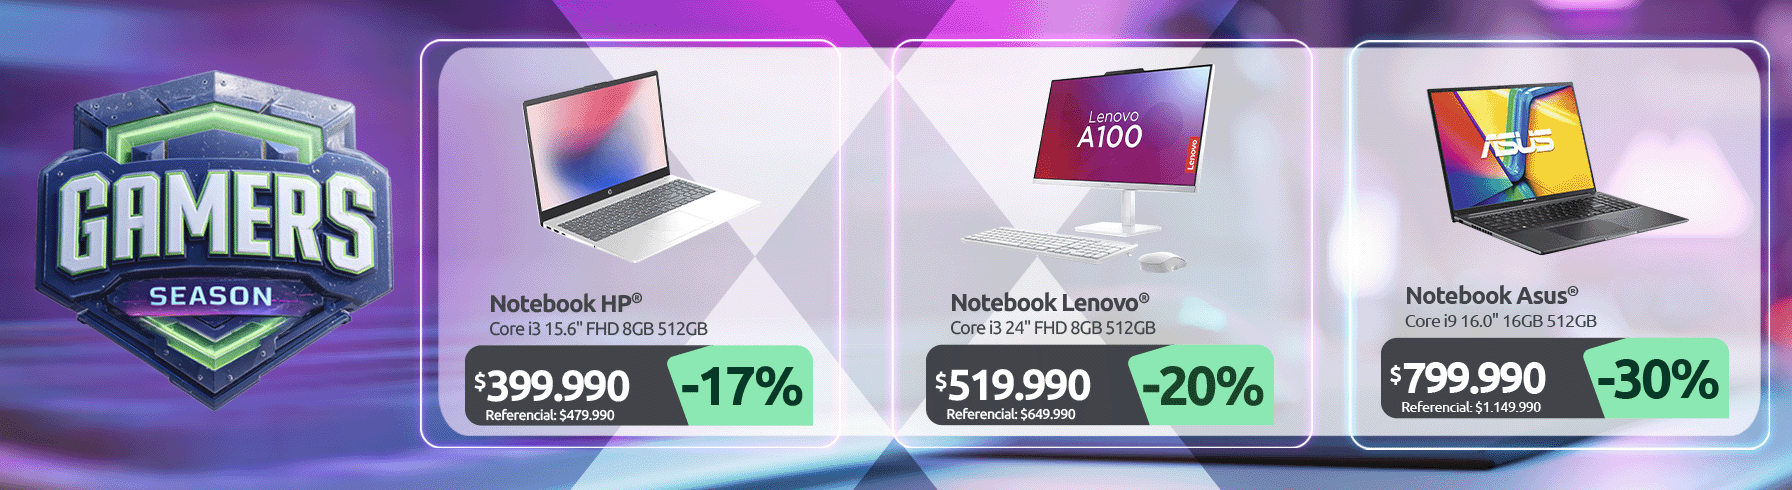 GAMERS
SEASON
Notebook HP®
Core i3 15.6" FHD 8GB 512GB
$399.990
-17%
Referencial: $479.990
Lenovo
A100
Lenovo
Notebook Lenovo®
Core i3 24" FHD 8GB 512GB
$519.990
-20%
Referencial: $649.990
ASUS
Notebook Asus®
Core i9 16.0" 16GB 512GB
$799.990
-30%
Referencial: $1.149.990